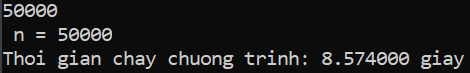 50000
n = 50000
Thoi gian chay chuong trinh: 8.574000 giay